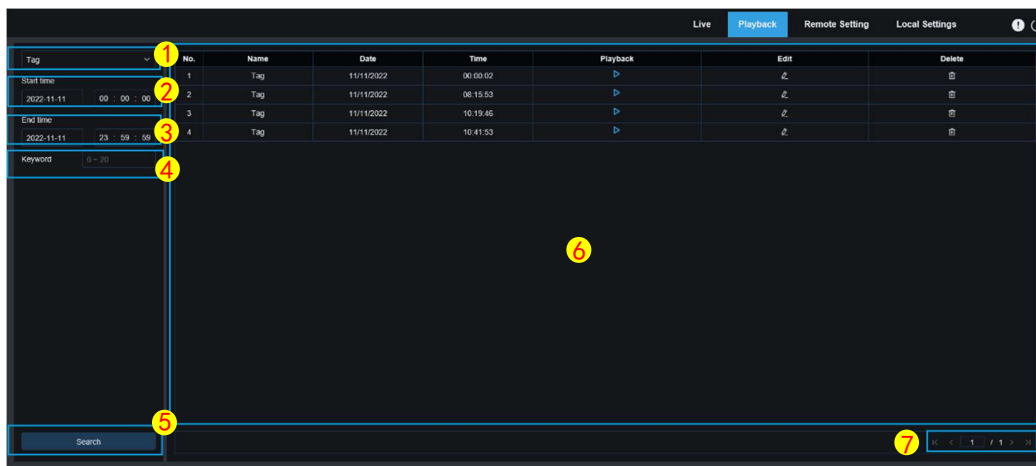 Live Playback Remote Setting Local Settings
Tag 1
Start time
2022-11-11 00 : 00 : 00 2
End time
2022-11-11 23 : 59 : 59 3
Keyword 0 ~ 20 4
Search 5
No. Name Date Time Playback Edit Delete
1 Tag 11/11/2022 00:00:02
2 Tag 11/11/2022 08:15:53
3 Tag 11/11/2022 10:19:46
4 Tag 11/11/2022 10:41:53
6
7 1 / 1